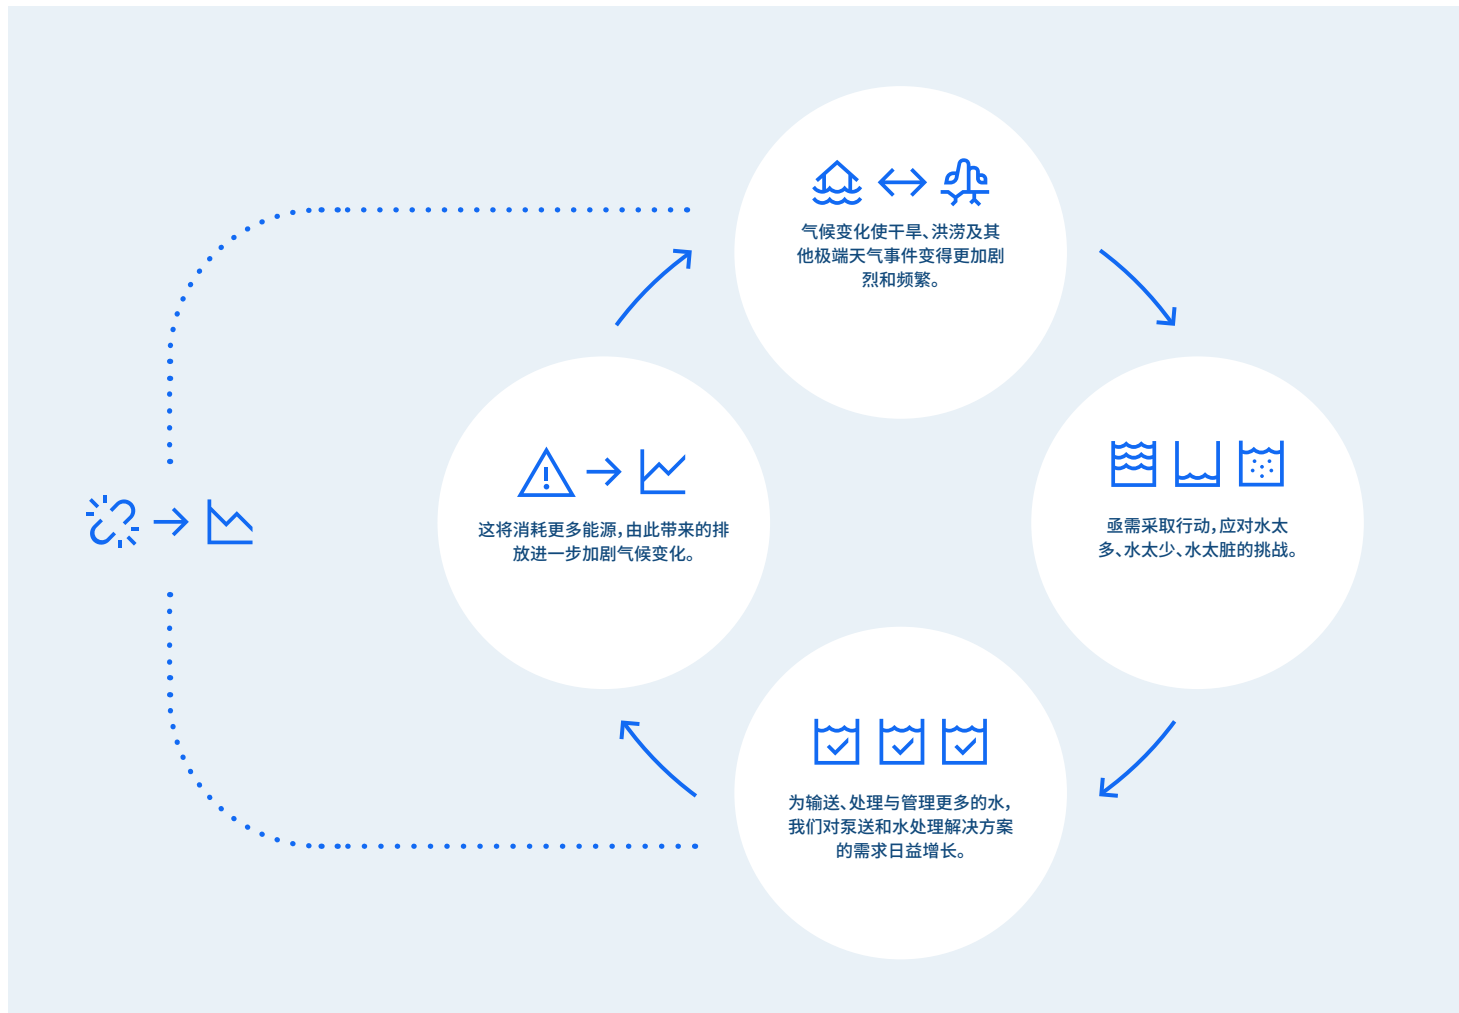 气候变化使干旱、洪涝及其
他极端天气事件变得更加剧
烈和频繁。
亟需采取行动，应对水太
多、水太少、水太脏的挑战。
为输送、处理与管理更多的水，
我们对泵送和水处理解决方案
的需求日益增长。
这将消耗更多能源，由此带来的排
放进一步加剧气候变化。